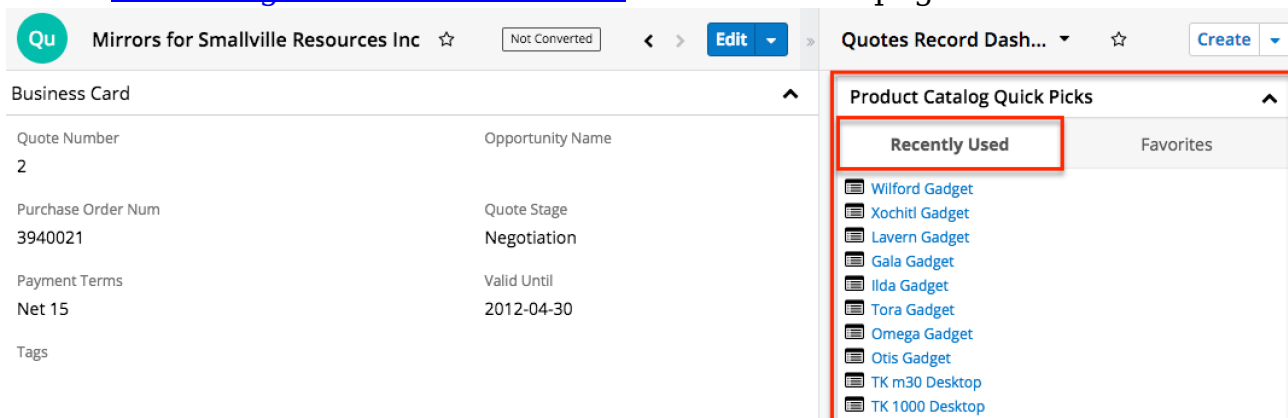 Qu Mirrors for Smallville Resources Inc Not Converted Edit Quotes Record Dash... Create
Business Card
Quote Number Opportunity Name
2
Purchase Order Num Quote Stage
3940021 Negotiation
Payment Terms Valid Until
Net 15 2012-04-30
Tags
Product Catalog Quick Picks
Recently Used Favorites
Wilford Gadget
Xochitl Gadget
Lavern Gadget
Gala Gadget
Ilda Gadget
Tora Gadget
Omega Gadget
Otis Gadget
TK m30 Desktop
TK 1000 Desktop